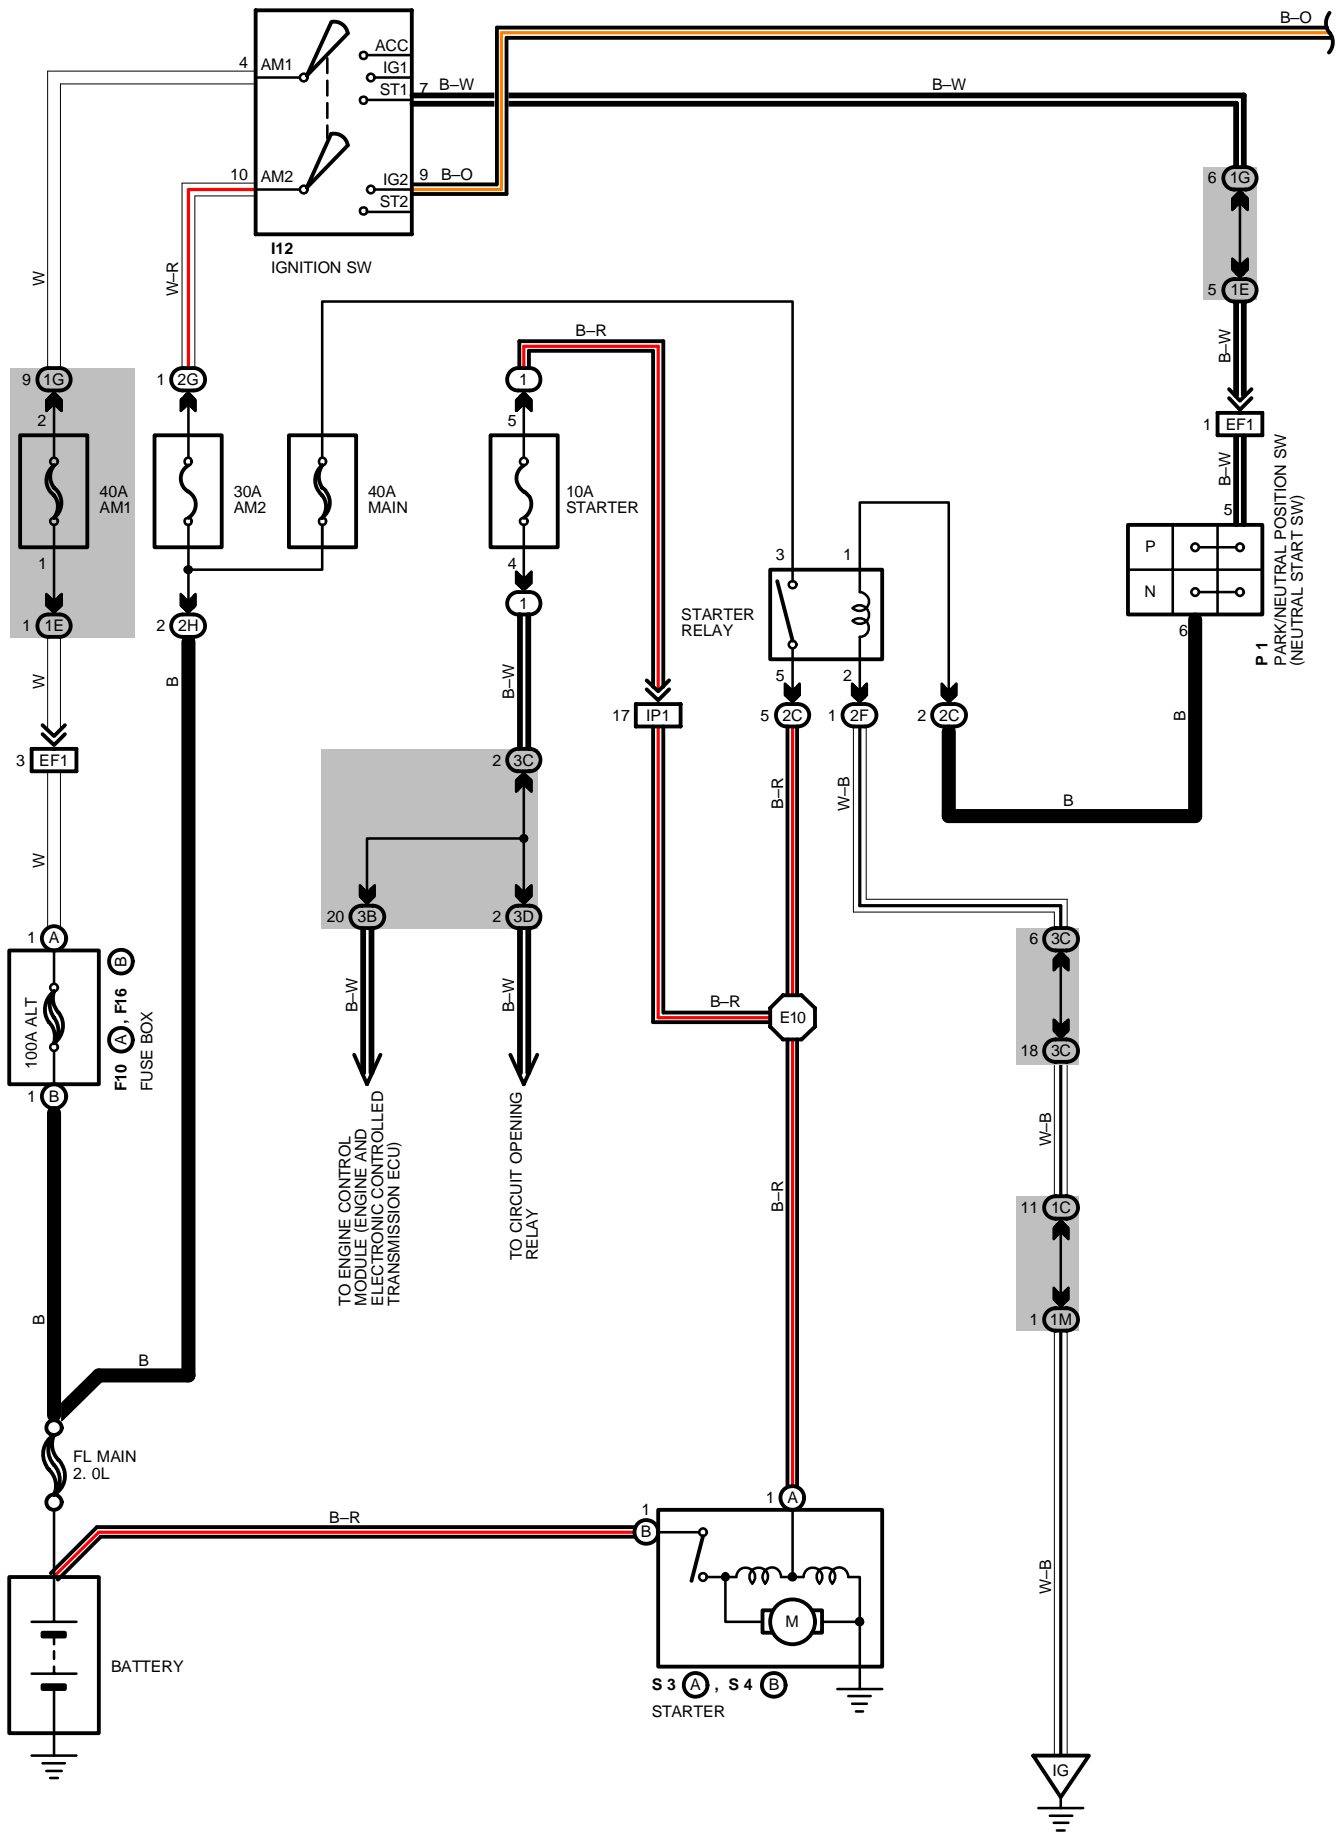 B–O
4
AM1
ACC
IG1
ST1
7
B–W
B–W
10
AM2
IG2
ST2
9
B–O
I12
IGNITION SW
W
W–R
6
1G
5
1E
B–W
1
EF1
B–W
5
P
N
6
P 1
PARK/NEUTRAL POSITION SW
(NEUTRAL START SW)
B–R
9
1G
1
2G
1
2
5
40A
AM1
30A
AM2
40A
MAIN
10A
STARTER
1
4
1
1E
2
2H
1
3
1
STARTER
RELAY
5
2
W
B
B–W
17
IP1
5
2C
1
2F
2
2C
B
B
3
EF1
2
3C
B–R
W–B
W
20
3B
2
3D
1
A
100A ALT
1
B
F10 A , F16 B
FUSE BOX
B–W
B–W
B–R
E10
6
3C
18
3C
TO ENGINE CONTROL
MODULE (ENGINE AND
ELECTRONIC CONTROLLED
TRANSMISSION ECU)
TO CIRCUIT OPENING
RELAY
B–R
W–B
11
1C
1
1M
B
B
FL MAIN
2. 0L
B–R
1
B
1
A
M
W–B
BATTERY
S 3 A , S 4 B
STARTER
IG